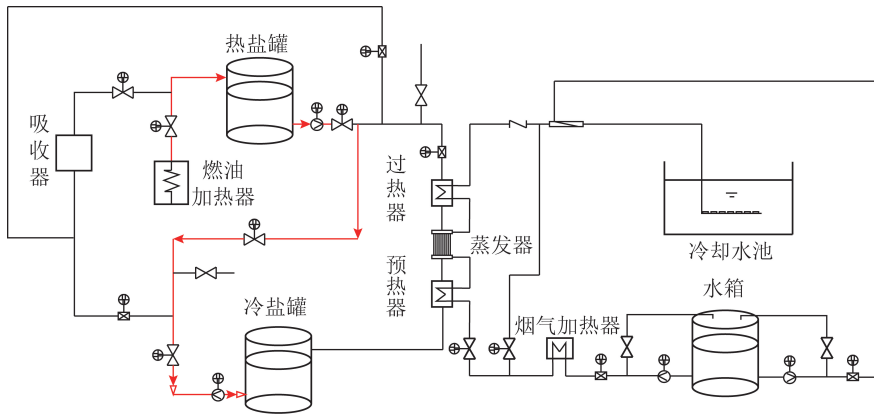 热盐罐
吸收器
燃油
加热器
过热器
蒸发器
预热器
冷盐罐
冷却水池
水箱
烟气加热器